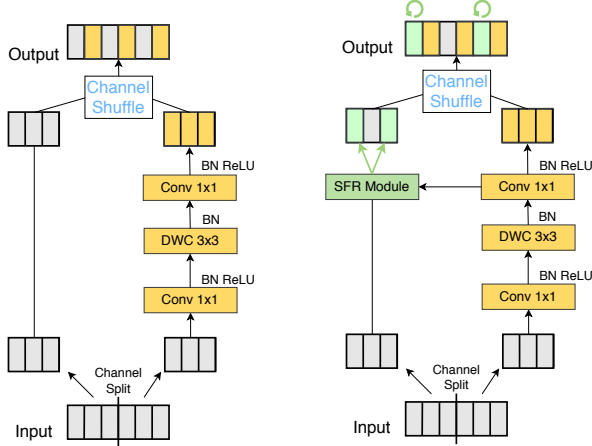 Output
Channel
Shuffle
BN ReLU
Conv 1x1
BN
DWC 3x3
BN ReLU
Conv 1x1
Channel
Split
Input
Output
Channel
Shuffle
BN ReLU
SFR Module
Conv 1x1
BN
DWC 3x3
BN ReLU
Conv 1x1
Channel
Split
Input